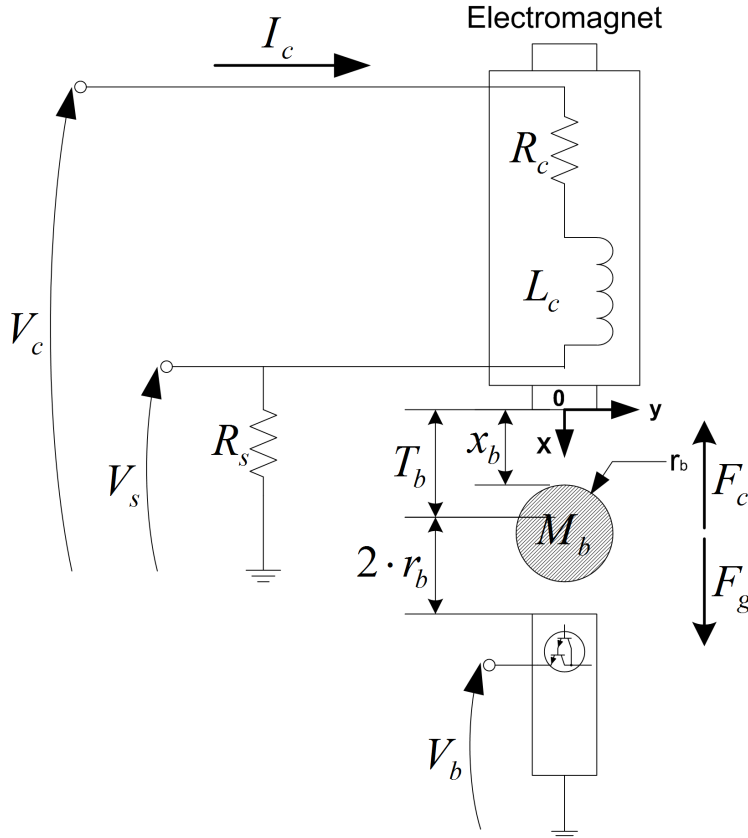 Electromagnet
I_c
R_c
L_c
V_c
0
y
x
R_s
T_b
x_b
r_b
V_s
F_c
M_b
2 · r_b
F_g
V_b